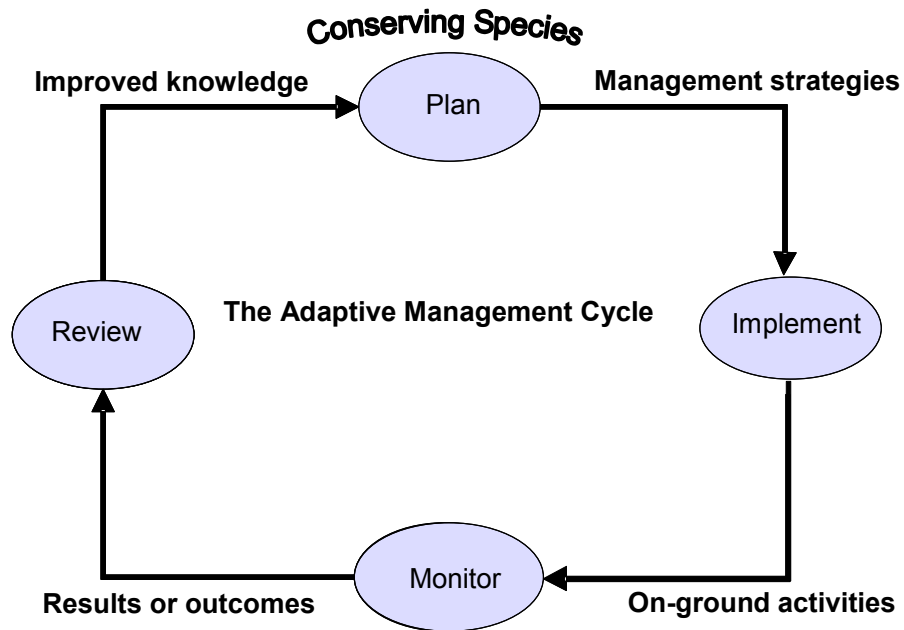 Conserving Species
Improved knowledge
Management strategies
Plan
The Adaptive Management Cycle
Review
Implement
Monitor
Results or outcomes
On-ground activities